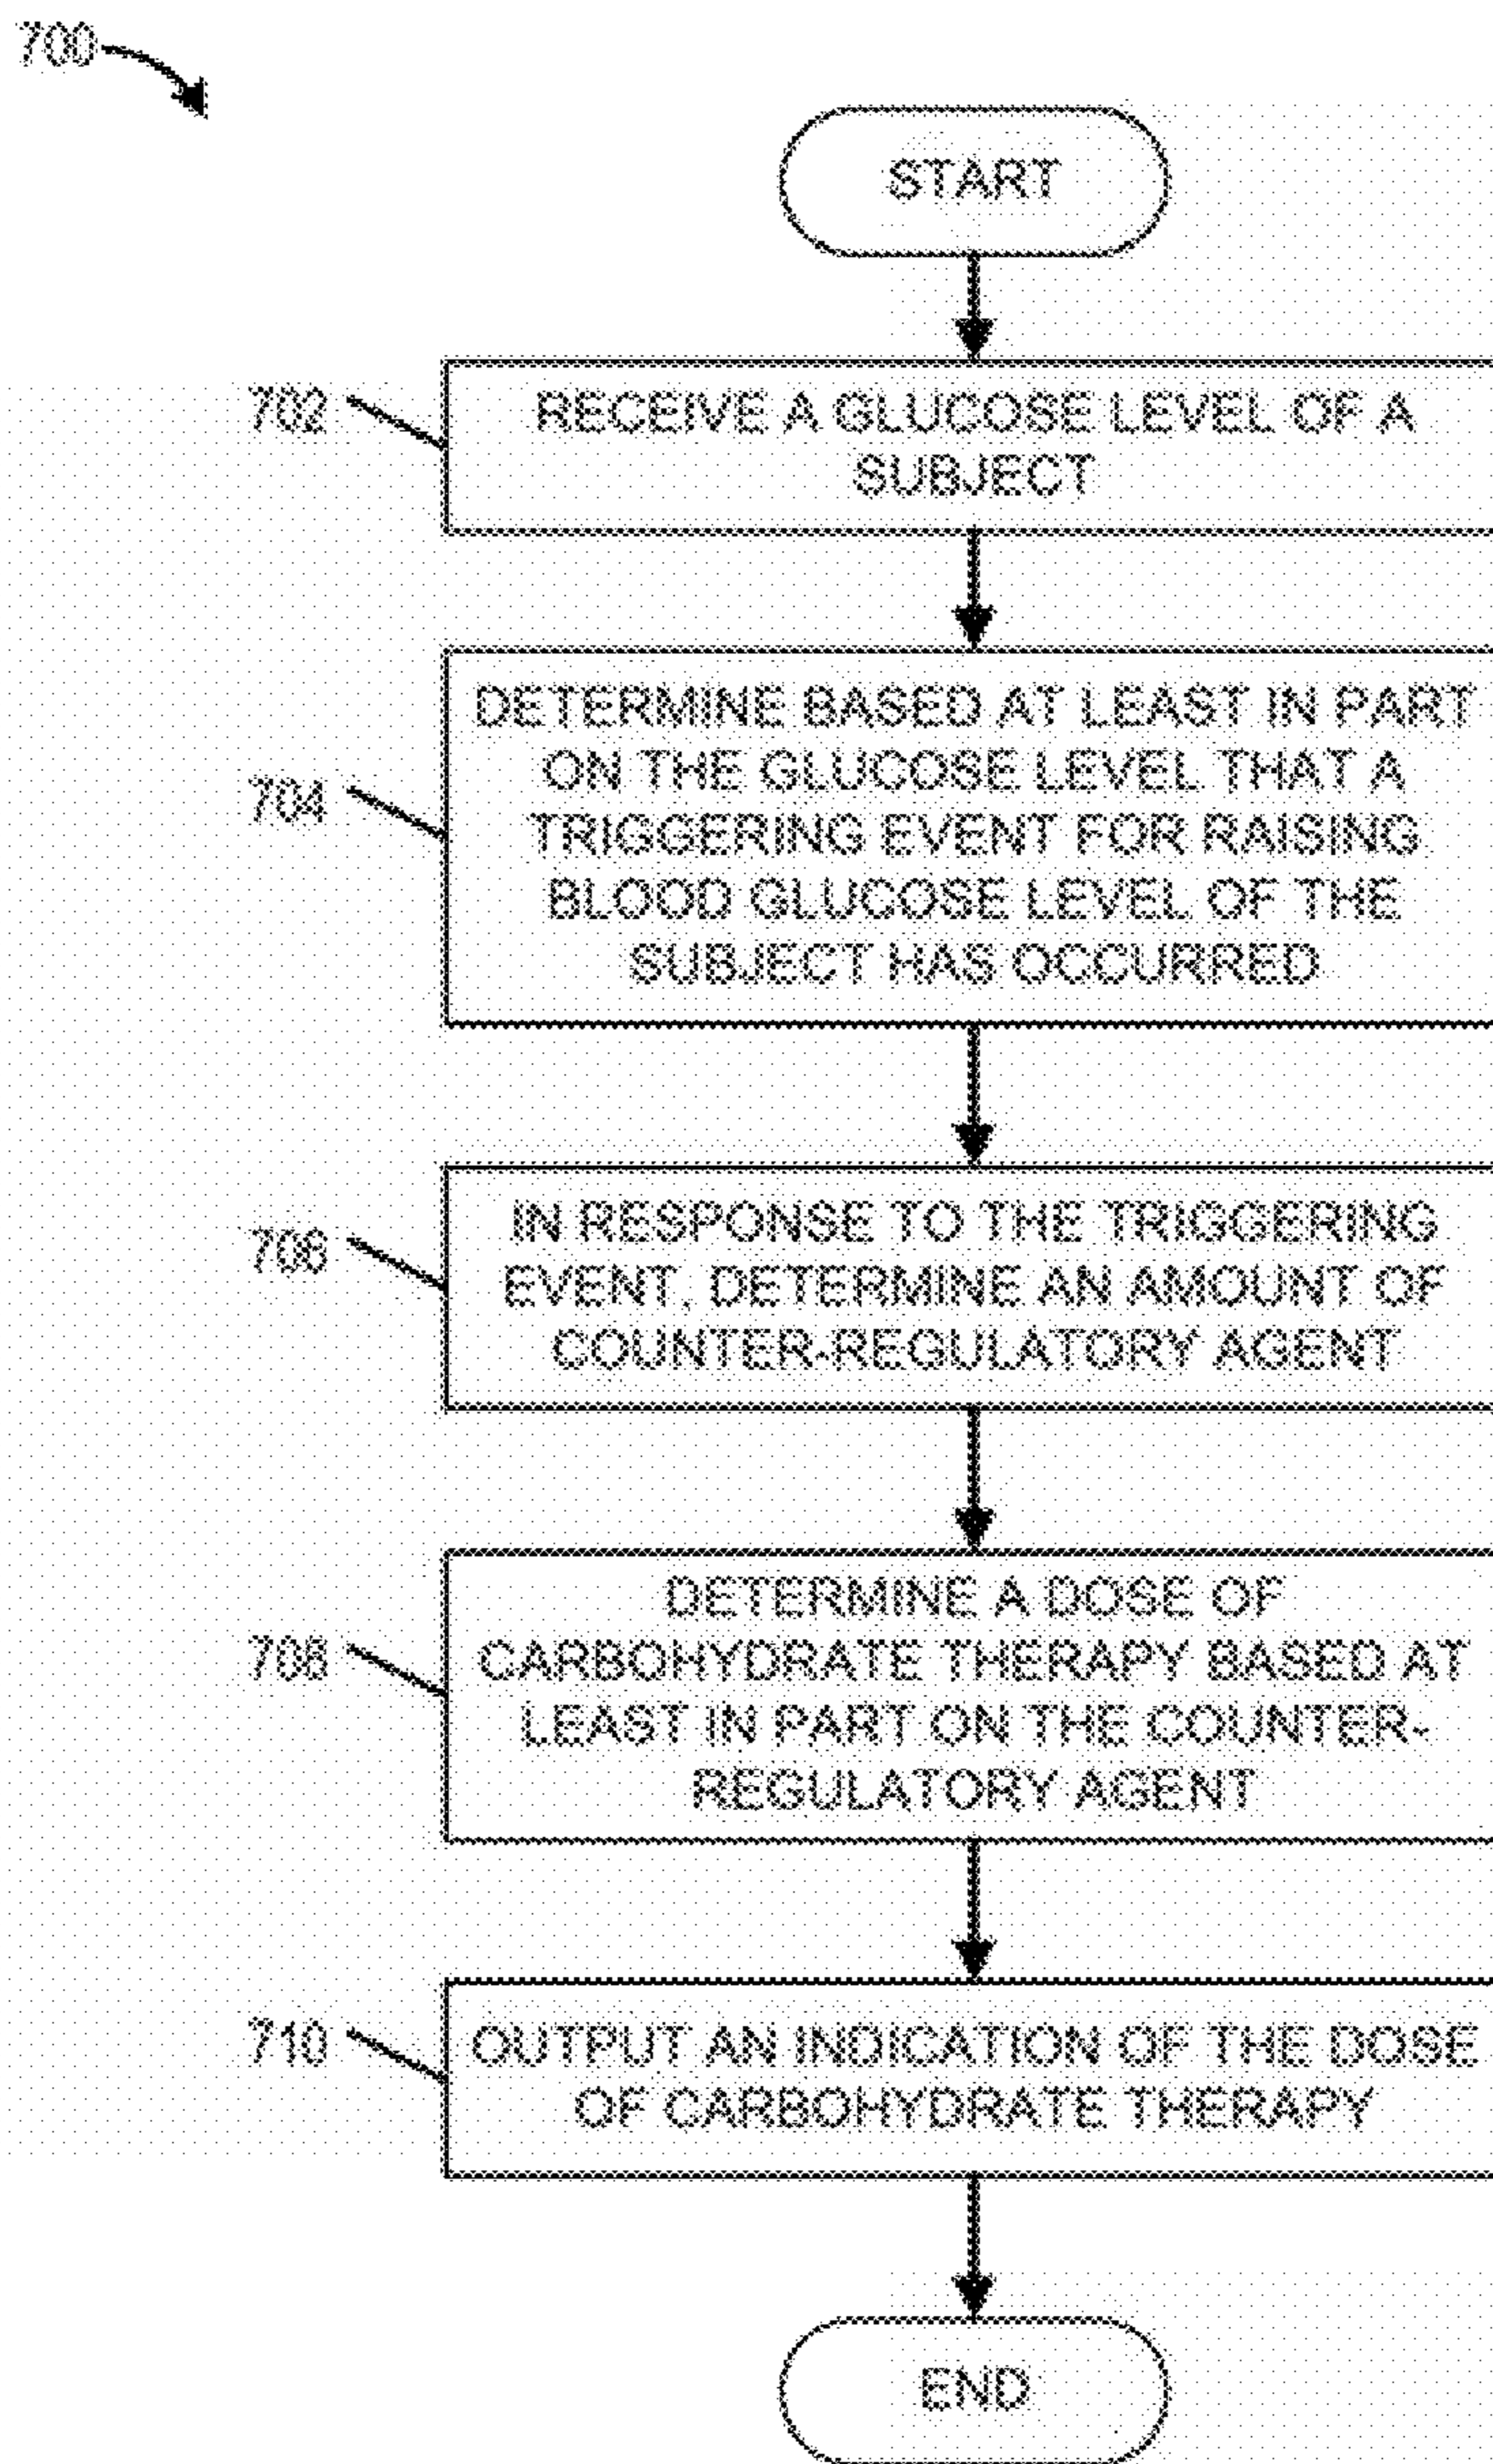 700
START
702
RECEIVE A GLUCOSE LEVEL OF A
SUBJECT
704
DETERMINE BASED AT LEAST IN PART
ON THE GLUCOSE LEVEL THAT A
TRIGGERING EVENT FOR RAISING
BLOOD GLUCOSE LEVEL OF THE
SUBJECT HAS OCCURRED
706
IN RESPONSE TO THE TRIGGERING
EVENT, DETERMINE AN AMOUNT OF
COUNTER-REGULATORY AGENT
708
DETERMINE A DOSE OF
CARBOHYDRATE THERAPY BASED AT
LEAST IN PART ON THE COUNTER-
REGULATORY AGENT
710
OUTPUT AN INDICATION OF THE DOSE
OF CARBOHYDRATE THERAPY
END